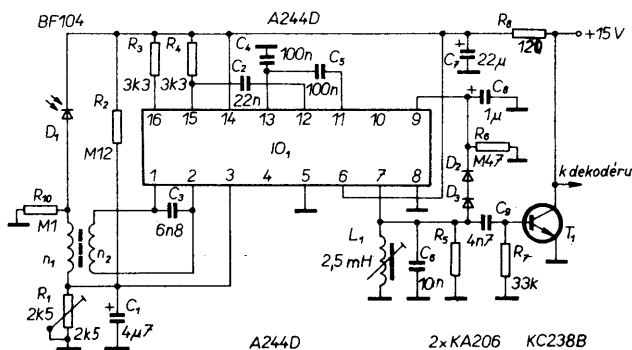 BF104
A244D
R₈
120
+15V
R₃
3k3
R₄
3k3
C₄
100n
C₅
100n
C₂
22n
C₇
+
22µ
+
C₈
1µ
R₂
M12
D₁
16 15 14 13 12 11 10 9
IO₁
1 2 3 4 5 6 7 8
R₆
M47
D₂
D₃
k dekodéru
C₃
6n8
R₁₀
M1
n₁
n₂
C₉
4n7
T₁
L₁
2,5 mH
C₆
10n
R₅
R₇
33k
R₁
2k5
2k5
+
C₁
4µ7
A244D
2xKA206
KC238B